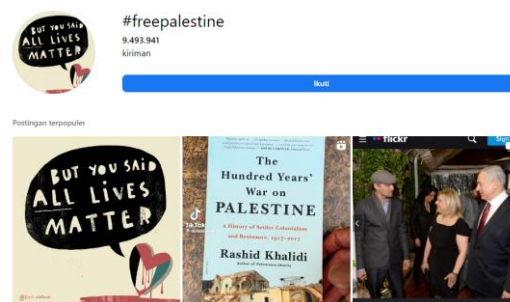 BUT YOU SAID
ALL LIVES
MATTER
#freepalestine
9.493.941
kiriman
Ikuti
Postingan terpopuler
BUT YOU SAID
ALL LIVES
MATTER
The
Hundred Years'
War on
PALESTINE
A History of Settler Colonialism
and Resistance, 1917–2017
Rashid Khalidi
TikTok
flickr
Sign